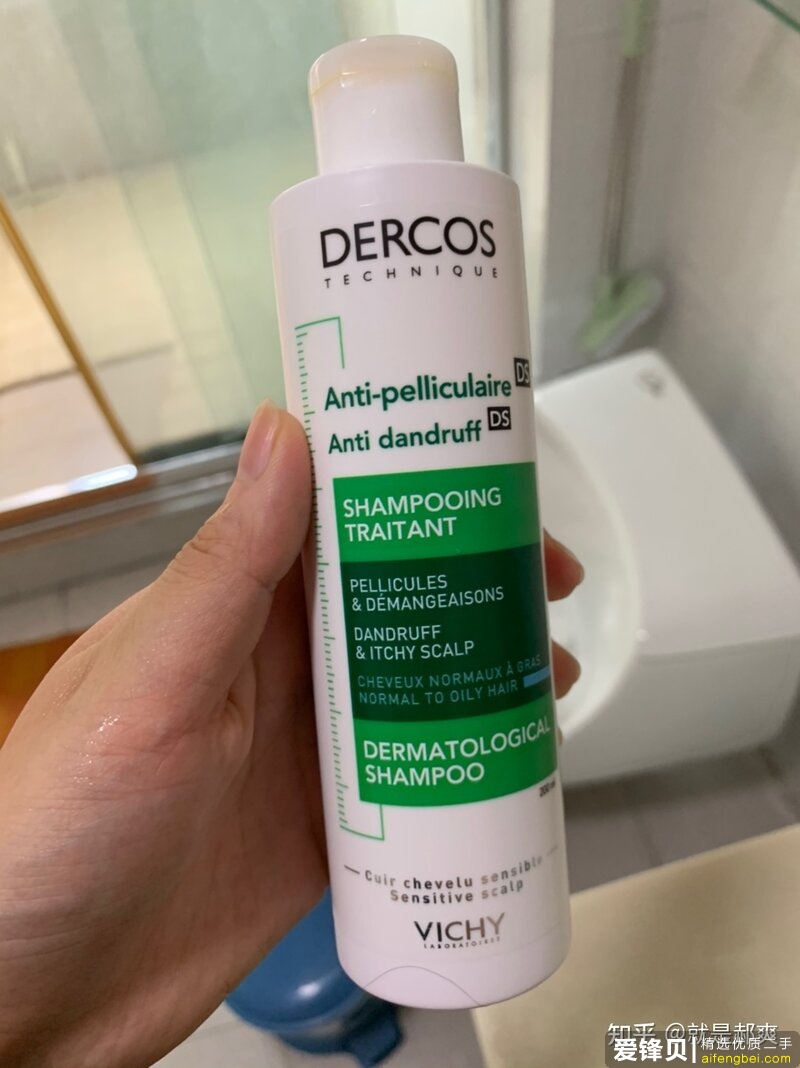 DERCOS
TECHNIQUE
Anti-pelliculaire DS
Anti dandruff DS
SHAMPOOING
TRAITANT
PELLICULES
& DÉMANGEAISONS
DANDRUFF
& ITCHY SCALP
CHEVEUX NORMAUX À GRAS
NORMAL TO OILY HAIR
DERMATOLOGICAL
SHAMPOO
200 ml
Cuir chevelu sensible
Sensitive scalp
VICHY
LABORATOIRES
知乎 @就是郝爽
爱锋贝 精选优质二手
aifengbei.com